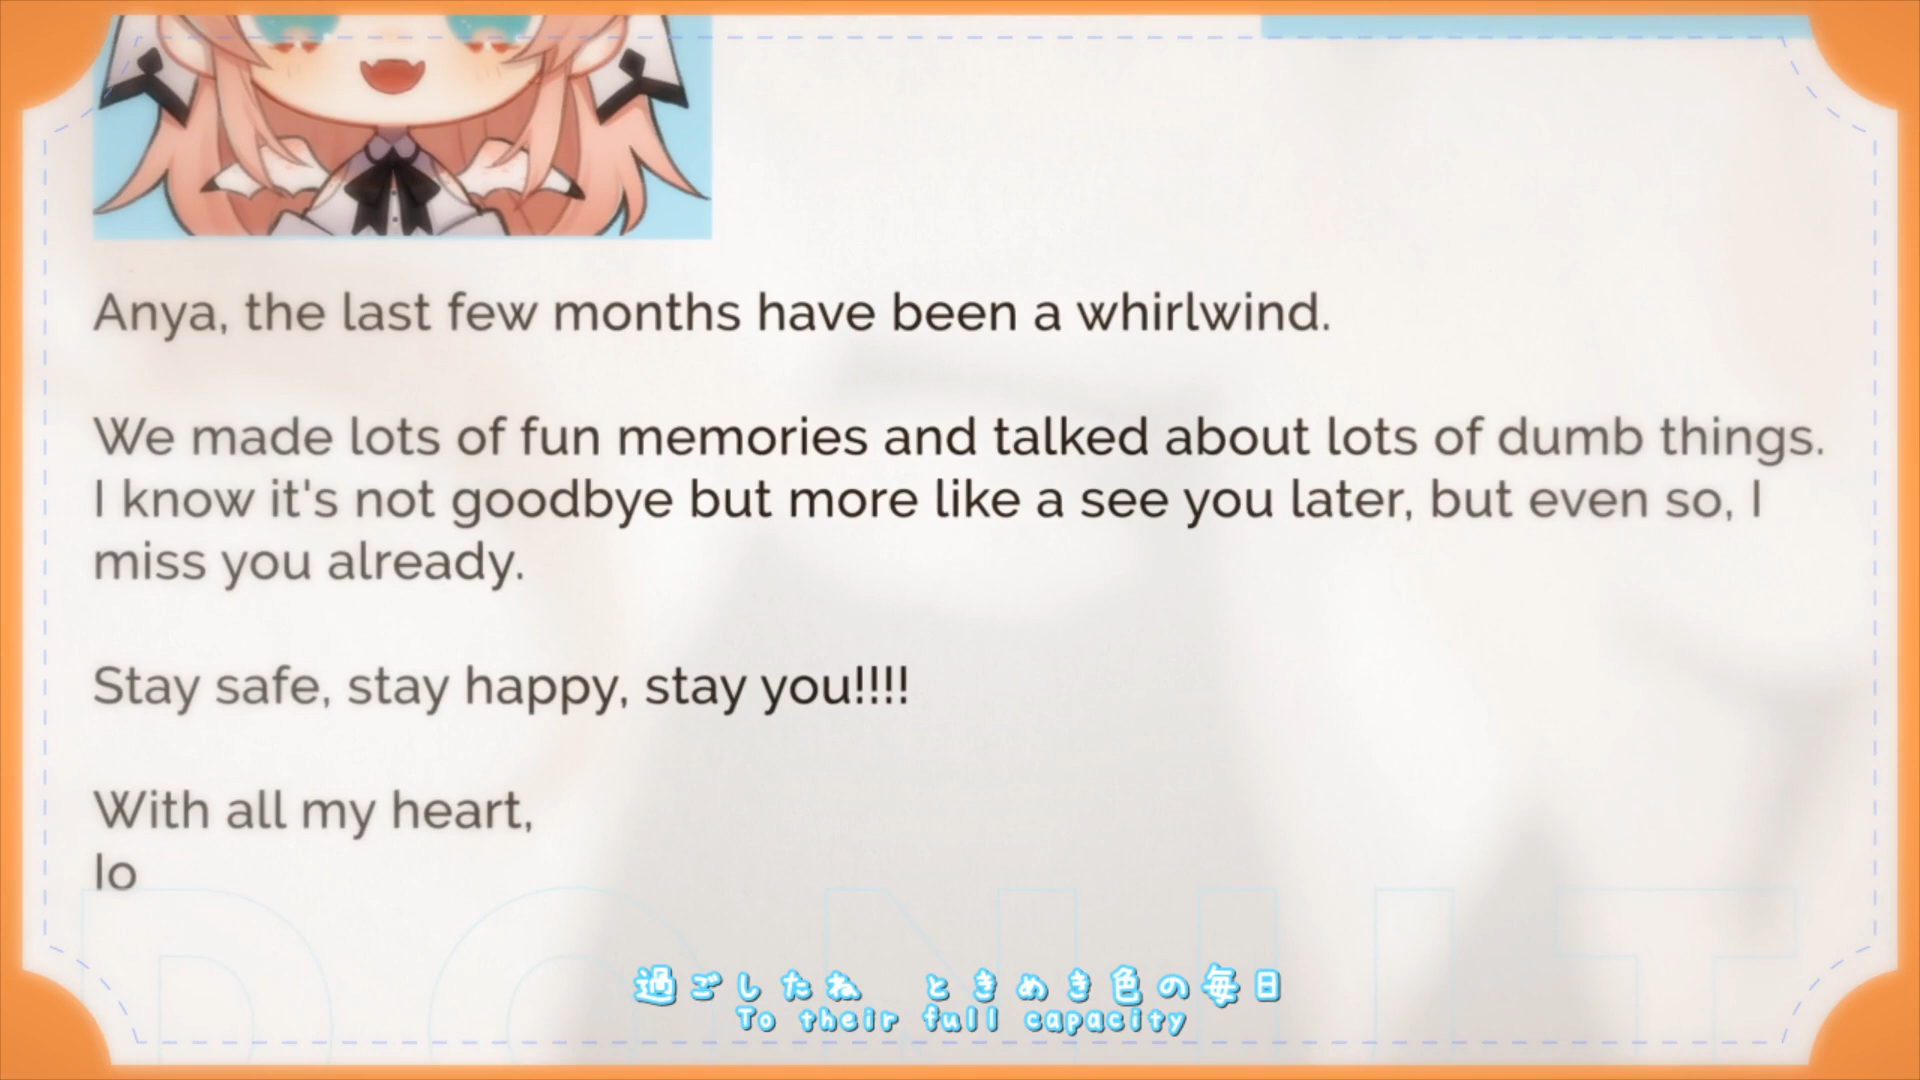 Anya, the last few months have been a whirlwind.
We made lots of fun memories and talked about lots of dumb things.
I know it's not goodbye but more like a see you later, but even so, I
miss you already.
Stay safe, stay happy, stay you!!!!
With all my heart,
Io
DONUT
過ごしたね ときめき色の毎日
To their full capacity